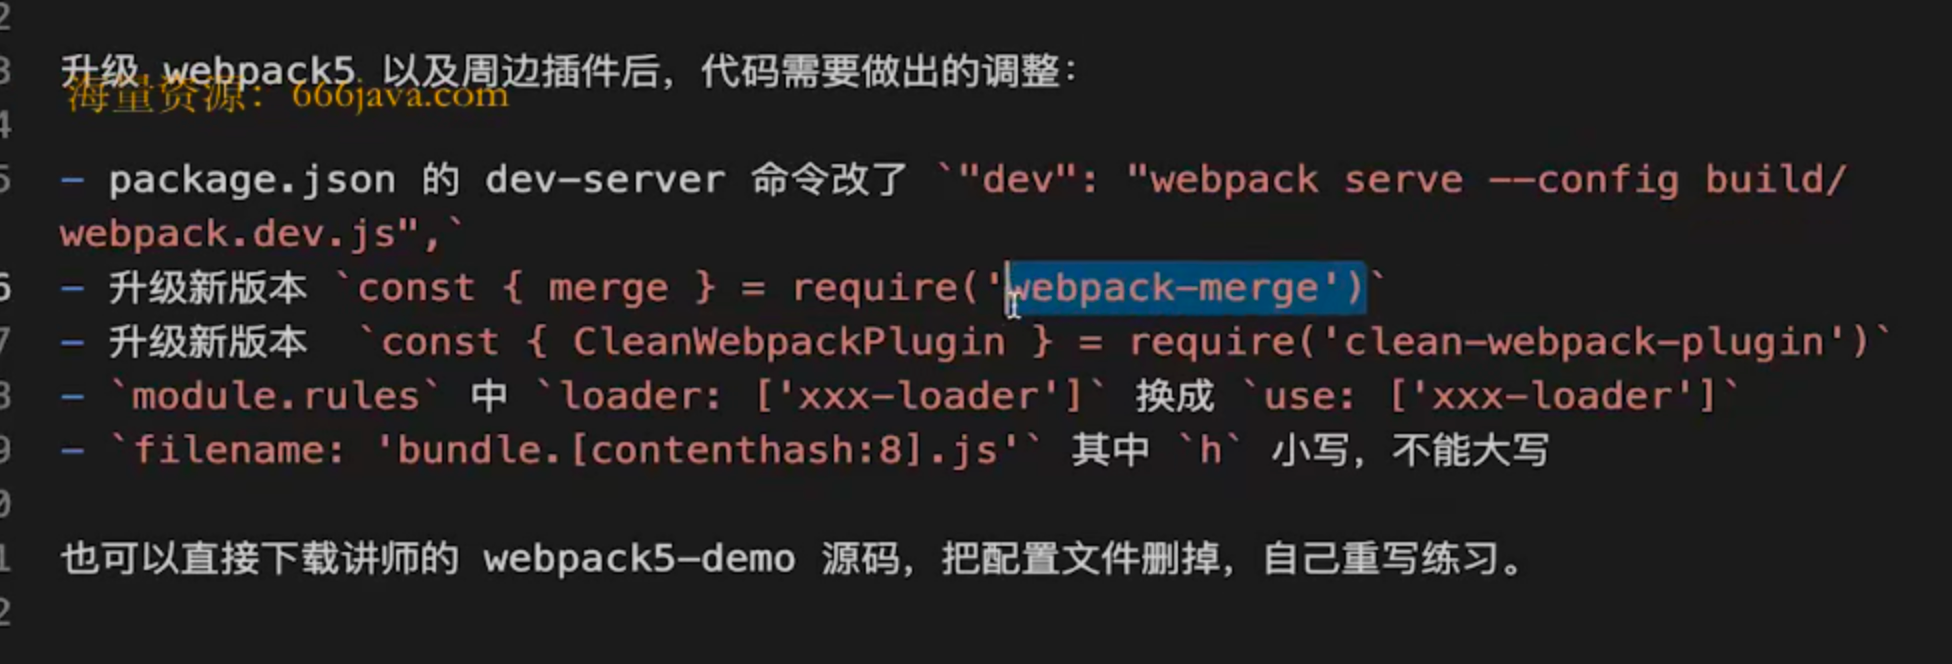 2
3
升级 webpack5 以及周边插件后，代码需要做出的调整：
海量资源：666java.com
4
5
- package.json 的 dev-server 命令改了 `"dev": "webpack serve --config build/
webpack.dev.js",`
6
- 升级新版本 `const { merge } = require('webpack-merge')`
7
- 升级新版本 `const { CleanWebpackPlugin } = require('clean-webpack-plugin')`
8
- `module.rules` 中 `loader: ['xxx-loader']` 换成 `use: ['xxx-loader']`
9
- `filename: 'bundle.[contenthash:8].js'` 其中 `h` 小写，不能大写
0
1
也可以直接下载讲师的 webpack5-demo 源码，把配置文件删掉，自己重写练习。
2